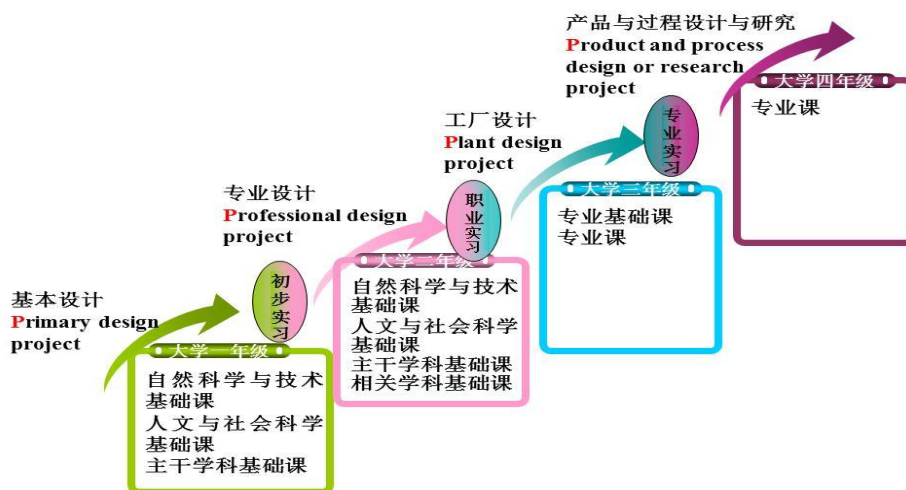 基本设计
Primary design
project
初步实习
大学一年级
自然科学与技术
基础课
人文与社会科学
基础课
主干学科基础课
专业设计
Professional design
project
职业实习
大学二年级
自然科学与技术
基础课
人文与社会科学
基础课
主干学科基础课
相关学科基础课
工厂设计
Plant design
project
专业实习
大学三年级
专业基础课
专业课
产品与过程设计与研究
Product and process
design or research
project
大学四年级
专业课